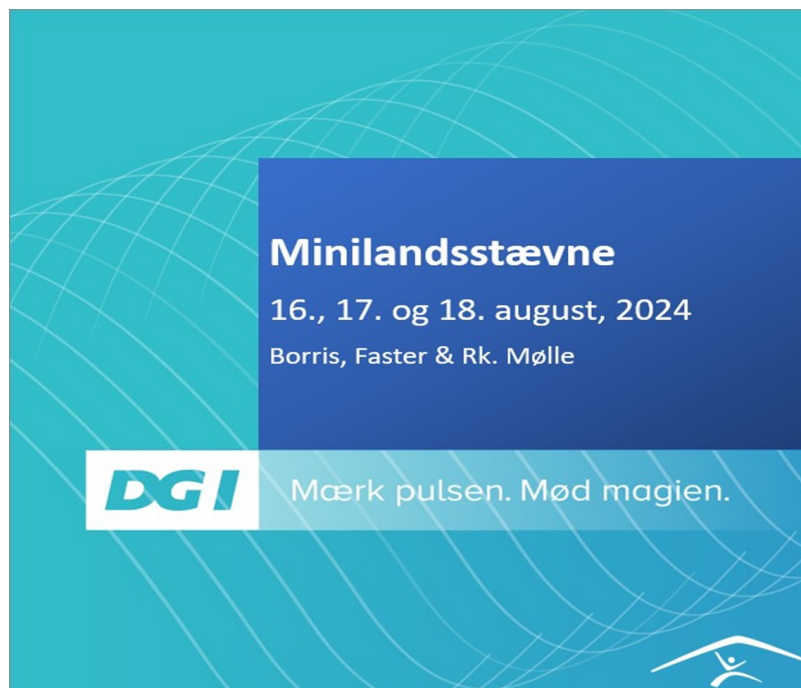 Minilandsstævne
16., 17. og 18. august, 2024
Borris, Faster & Rk. Mølle
DGI
Mærk pulsen. Mød magien.